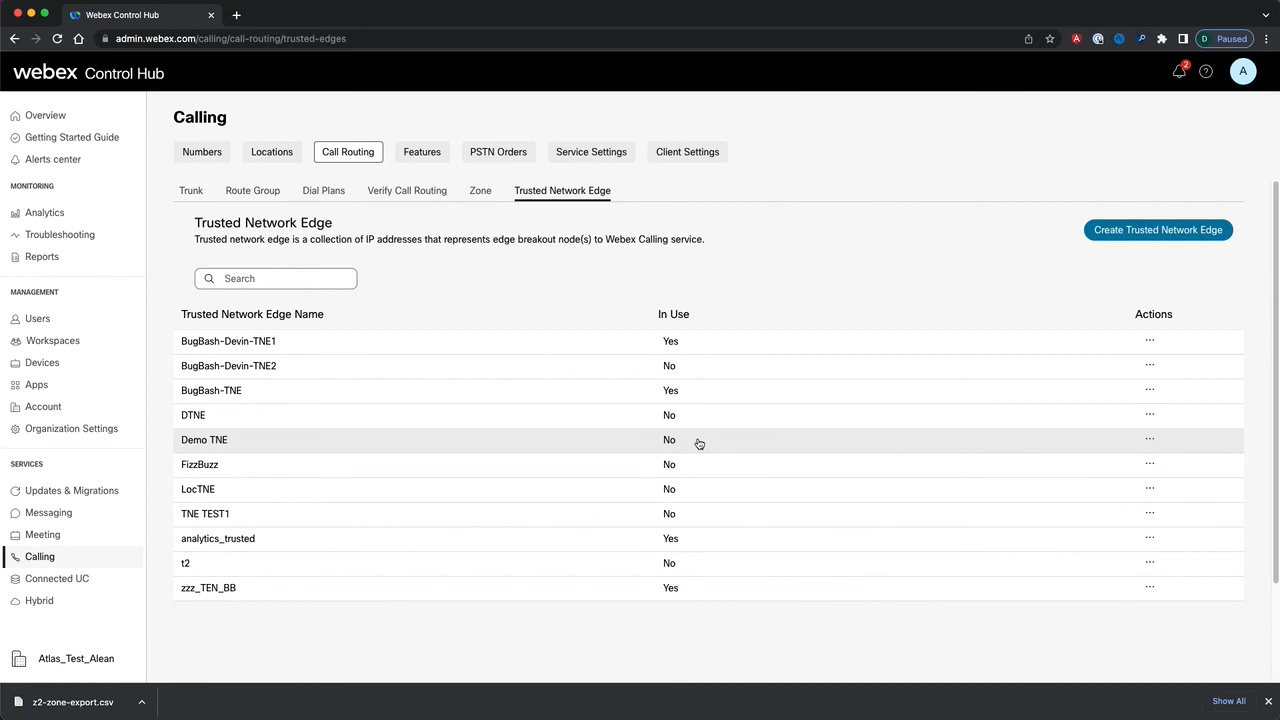 Webex Control Hub
admin.webex.com/calling/call-routing/trusted-edges
D Paused
webex Control Hub
2
A
Overview
Getting Started Guide
Alerts center
MONITORING
Analytics
Troubleshooting
Reports
MANAGEMENT
Users
Workspaces
Devices
Apps
Account
Organization Settings
SERVICES
Updates & Migrations
Messaging
Meeting
Calling
Connected UC
Hybrid
Atlas_Test_Alean
Calling
Numbers Locations Call Routing Features PSTN Orders Service Settings Client Settings
Trunk Route Group Dial Plans Verify Call Routing Zone Trusted Network Edge
Trusted Network Edge
Trusted network edge is a collection of IP addresses that represents edge breakout node(s) to Webex Calling service.
Create Trusted Network Edge
Search
Trusted Network Edge Name In Use Actions
BugBash-Devin-TNE1 Yes ...
BugBash-Devin-TNE2 No ...
BugBash-TNE Yes ...
DTNE No ...
Demo TNE No ...
FizzBuzz No ...
LocTNE No ...
TNE TEST1 No ...
analytics_trusted Yes ...
t2 No ...
zzz_TEN_BB Yes ...
z2-zone-export.csv
Show All